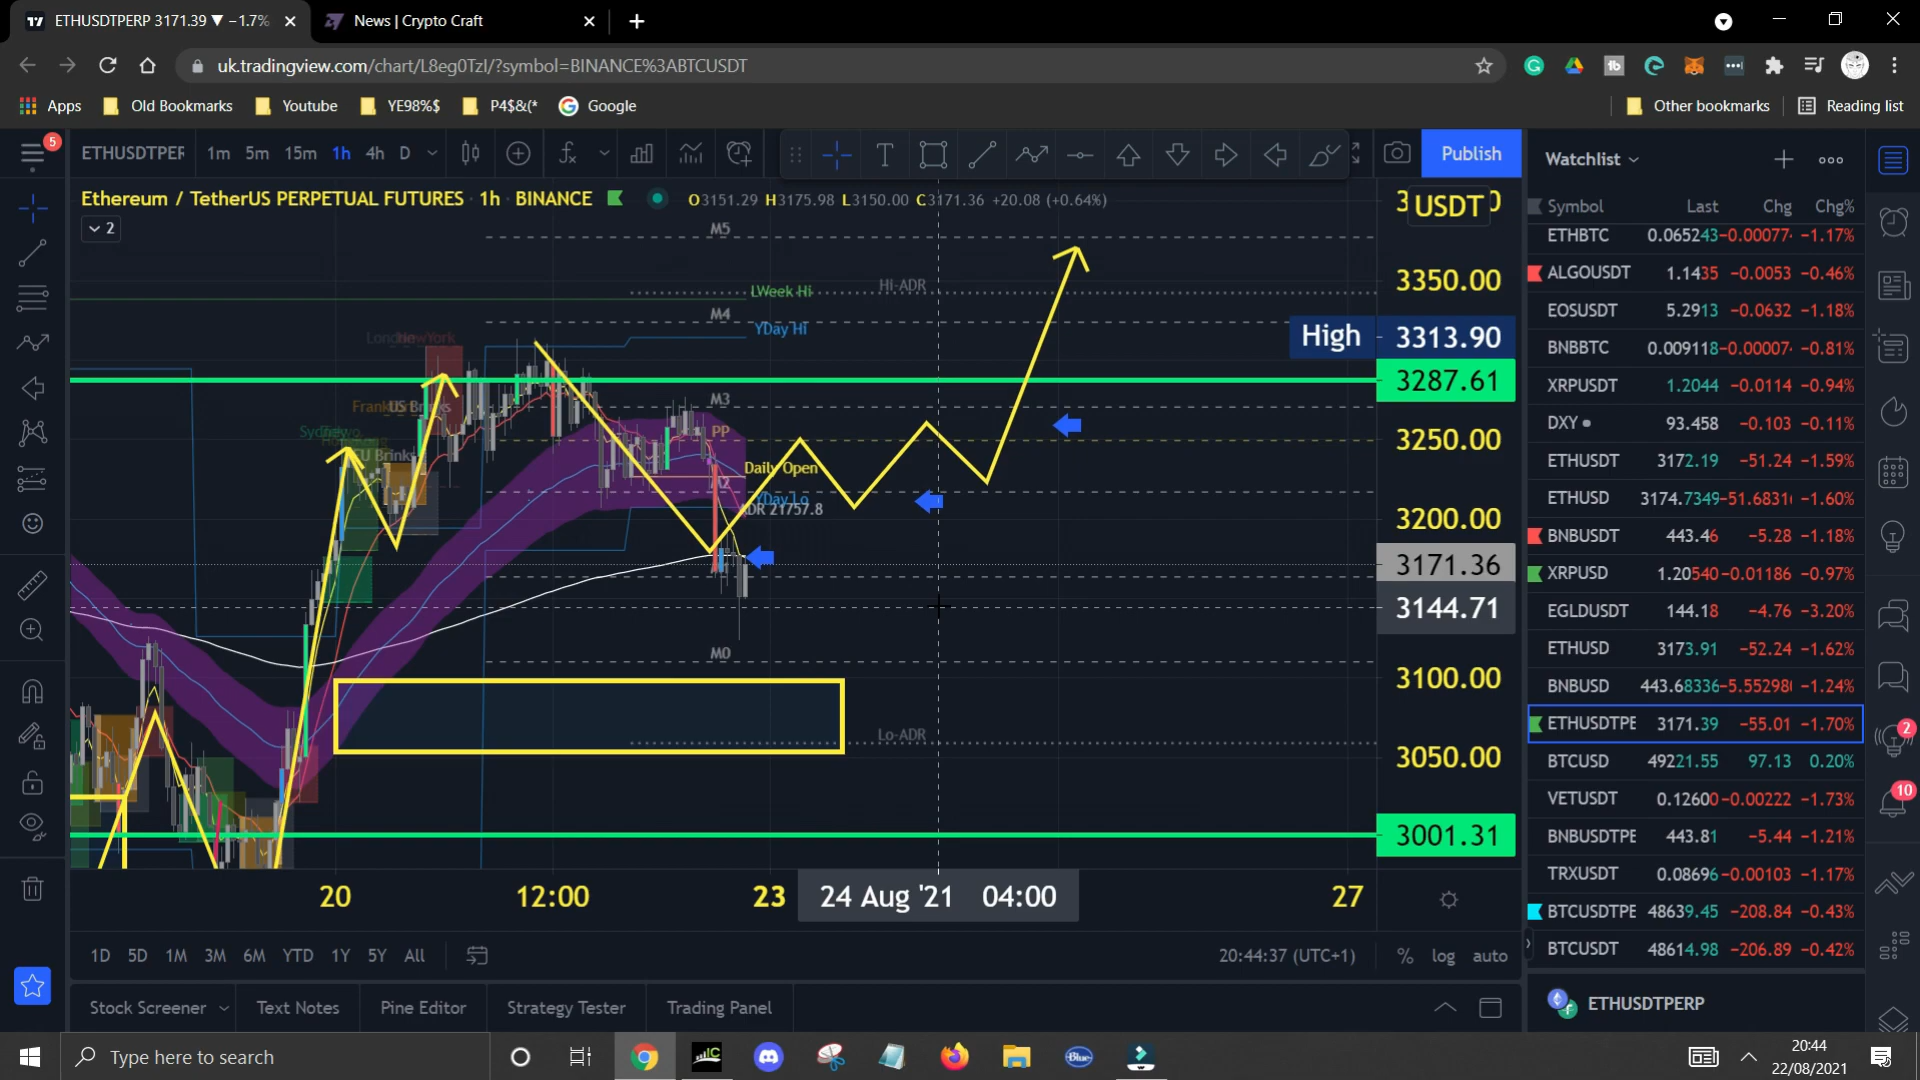 ETHUSDTPERP 3171.39 ▼ −1.7%
News | Crypto Craft
uk.tradingview.com/chart/L8eg0TzI/?symbol=BINANCE%3ABTCUSDT
Apps
Old Bookmarks
Youtube
YE98%$
P4$&(*
Google
Other bookmarks
Reading list
5
ETHUSDTPER
1m 5m 15m 1h 4h D
Publish
Ethereum / TetherUS PERPETUAL FUTURES · 1h · BINANCE
O3151.29 H3175.98 L3150.00 C3171.36 +20.08 (+0.64%)
2
USDT
M5
Hi-ADR
LWeek Hi
M4
YDay Hi
M3
PP
Daily Open
M2
YDay Lo
ADR 21757.8
M0
Lo-ADR
3350.00
High 3313.90
3287.61
3250.00
3200.00
3171.36
3144.71
3100.00
3050.00
3001.31
20
12:00
23
24 Aug '21 04:00
27
1D 5D 1M 3M 6M YTD 1Y 5Y All
20:44:37 (UTC+1)
% log auto
Stock Screener
Text Notes
Pine Editor
Strategy Tester
Trading Panel
Watchlist
Symbol Last Chg Chg%
ETHBTC 0.065243 −0.00077 −1.17%
ALGOUSDT 1.1435 −0.0053 −0.46%
EOSUSDT 5.2913 −0.0632 −1.18%
BNBBTC 0.009118 −0.00007 −0.81%
XRPUSDT 1.2044 −0.0114 −0.94%
DXY 93.458 −0.103 −0.11%
ETHUSDT 3172.19 −51.24 −1.59%
ETHUSD 3174.7349 −51.6831 −1.60%
BNBUSDT 443.46 −5.28 −1.18%
XRPUSD 1.20540 −0.01186 −0.97%
EGLDUSDT 144.18 −4.76 −3.20%
ETHUSD 3173.91 −52.24 −1.62%
BNBUSD 443.68336 −5.55298 −1.24%
ETHUSDTPE 3171.39 −55.01 −1.70%
BTCUSD 49221.55 97.13 0.20%
VETUSDT 0.12600 −0.00222 −1.73%
BNBUSDTPE 443.81 −5.44 −1.21%
TRXUSDT 0.08696 −0.00103 −1.17%
BTCUSDTPE 48639.45 −208.84 −0.43%
BTCUSDT 48614.98 −206.89 −0.42%
ETHUSDTPERP
2
10
Type here to search
IC
Blue
20:44
22/08/2021